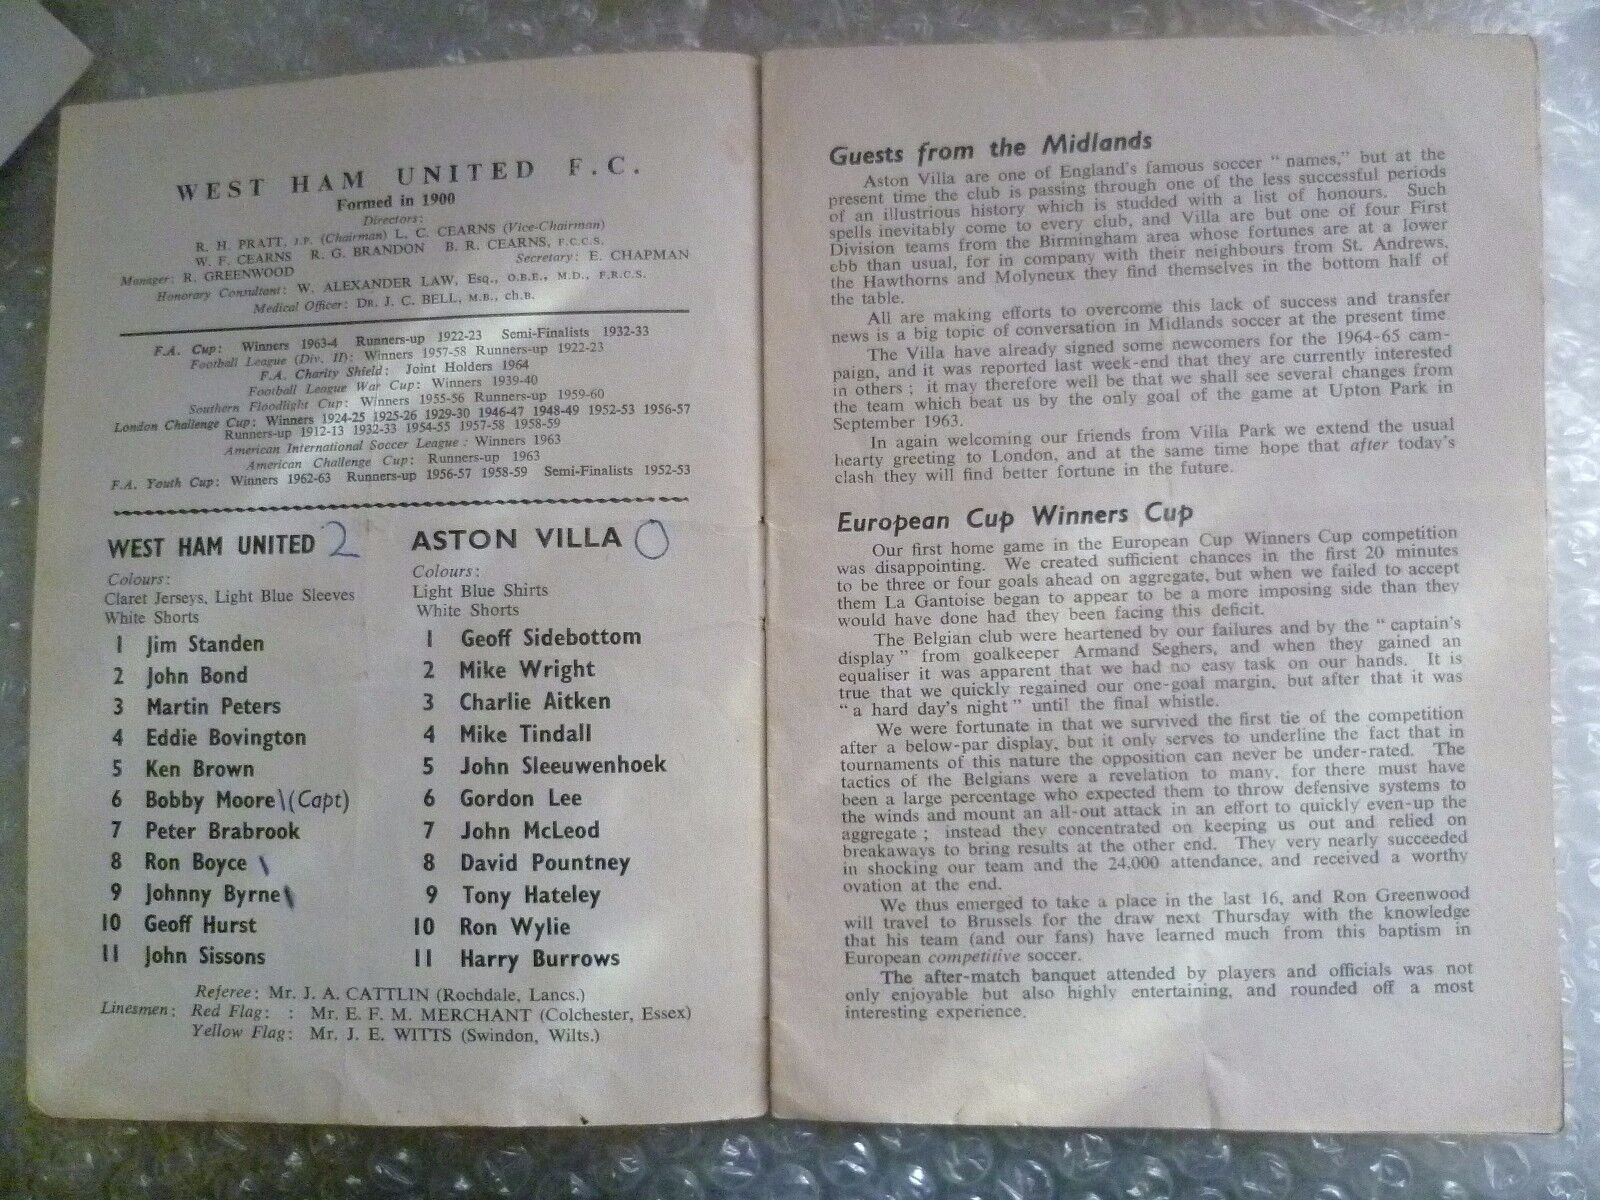 WEST HAM UNITED F.C.
Formed in 1900
Directors:
R. H. PRATT, J.P. (Chairman) L. C. CEARNS (Vice-Chairman)
W. F. CEARNS R. G. BRANDON B. R. CEARNS, F.C.C.S.
Manager: R. GREENWOOD Secretary: E. CHAPMAN
Honorary Consultant: W. ALEXANDER LAW, Esq., O.B.E., M.D., F.R.C.S.
Medical Officer: DR. J. C. BELL, M.B., ch.B.
F.A. Cup: Winners 1963-4 Runners-up 1922-23 Semi-Finalists 1932-33
Football League (Div. II): Winners 1957-58 Runners-up 1922-23
F.A. Charity Shield: Joint Holders 1964
Football League War Cup: Winners 1939-40
Southern Floodlight Cup: Winners 1955-56 Runners-up 1959-60
London Challenge Cup: Winners 1924-25 1925-26 1929-30 1946-47 1948-49 1952-53 1956-57
Runners-up 1912-13 1932-33 1954-55 1957-58 1958-59
American International Soccer League: Winners 1963
American Challenge Cup: Runners-up 1963
F.A. Youth Cup: Winners 1962-63 Runners-up 1956-57 1958-59 Semi-Finalists 1952-53
WEST HAM UNITED 2
Colours:
Claret Jerseys, Light Blue Sleeves
White Shorts
1 Jim Standen
2 John Bond
3 Martin Peters
4 Eddie Bovington
5 Ken Brown
6 Bobby Moore \ (Capt)
7 Peter Brabrook
8 Ron Boyce \
9 Johnny Byrne \
10 Geoff Hurst
11 John Sissons
ASTON VILLA 0
Colours:
Light Blue Shirts
White Shorts
1 Geoff Sidebottom
2 Mike Wright
3 Charlie Aitken
4 Mike Tindall
5 John Sleeuwenhoek
6 Gordon Lee
7 John McLeod
8 David Pountney
9 Tony Hateley
10 Ron Wylie
11 Harry Burrows
Referee: Mr. J. A. CATTLIN (Rochdale, Lancs.)
Linesmen: Red Flag: : Mr. E. F. M. MERCHANT (Colchester, Essex)
Yellow Flag: Mr. J. E. WITTS (Swindon, Wilts.)
Guests from the Midlands
Aston Villa are one of England's famous soccer "names," but at the
present time the club is passing through one of the less successful periods
of an illustrious history which is studded with a list of honours. Such
spells inevitably come to every club, and Villa are but one of four First
Division teams from the Birmingham area whose fortunes are at a lower
ebb than usual, for in company with their neighbours from St. Andrews,
the Hawthorns and Molyneux they find themselves in the bottom half of
the table.
All are making efforts to overcome this lack of success and transfer
news is a big topic of conversation in Midlands soccer at the present time
The Villa have already signed some newcomers for the 1964-65 cam-
paign, and it was reported last week-end that they are currently interested
in others; it may therefore well be that we shall see several changes from
the team which beat us by the only goal of the game at Upton Park in
September 1963.
In again welcoming our friends from Villa Park we extend the usual
hearty greeting to London, and at the same time hope that after today's
clash they will find better fortune in the future.
European Cup Winners Cup
Our first home game in the European Cup Winners Cup competition
was disappointing. We created sufficient chances in the first 20 minutes
to be three or four goals ahead on aggregate, but when we failed to accept
them La Gantoise began to appear to be a more imposing side than they
would have done had they been facing this deficit.
The Belgian club were heartened by our failures and by the "captain's
display" from goalkeeper Armand Seghers, and when they gained an
equaliser it was apparent that we had no easy task on our hands. It is
true that we quickly regained our one-goal margin, but after that it was
"a hard day's night" until the final whistle.
We were fortunate in that we survived the first tie of the competition
after a below-par display, but it only serves to underline the fact that in
tournaments of this nature the opposition can never be under-rated. The
tactics of the Belgians were a revelation to many, for there must have
been a large percentage who expected them to throw defensive systems to
the winds and mount an all-out attack in an effort to quickly even-up the
aggregate; instead they concentrated on keeping us out and relied on
breakaways to bring results at the other end. They very nearly succeeded
in shocking our team and the 24,000 attendance, and received a worthy
ovation at the end.
We thus emerged to take a place in the last 16, and Ron Greenwood
will travel to Brussels for the draw next Thursday with the knowledge
that his team (and our fans) have learned much from this baptism in
European competitive soccer.
The after-match banquet attended by players and officials was not
only enjoyable but also highly entertaining, and rounded off a most
interesting experience.